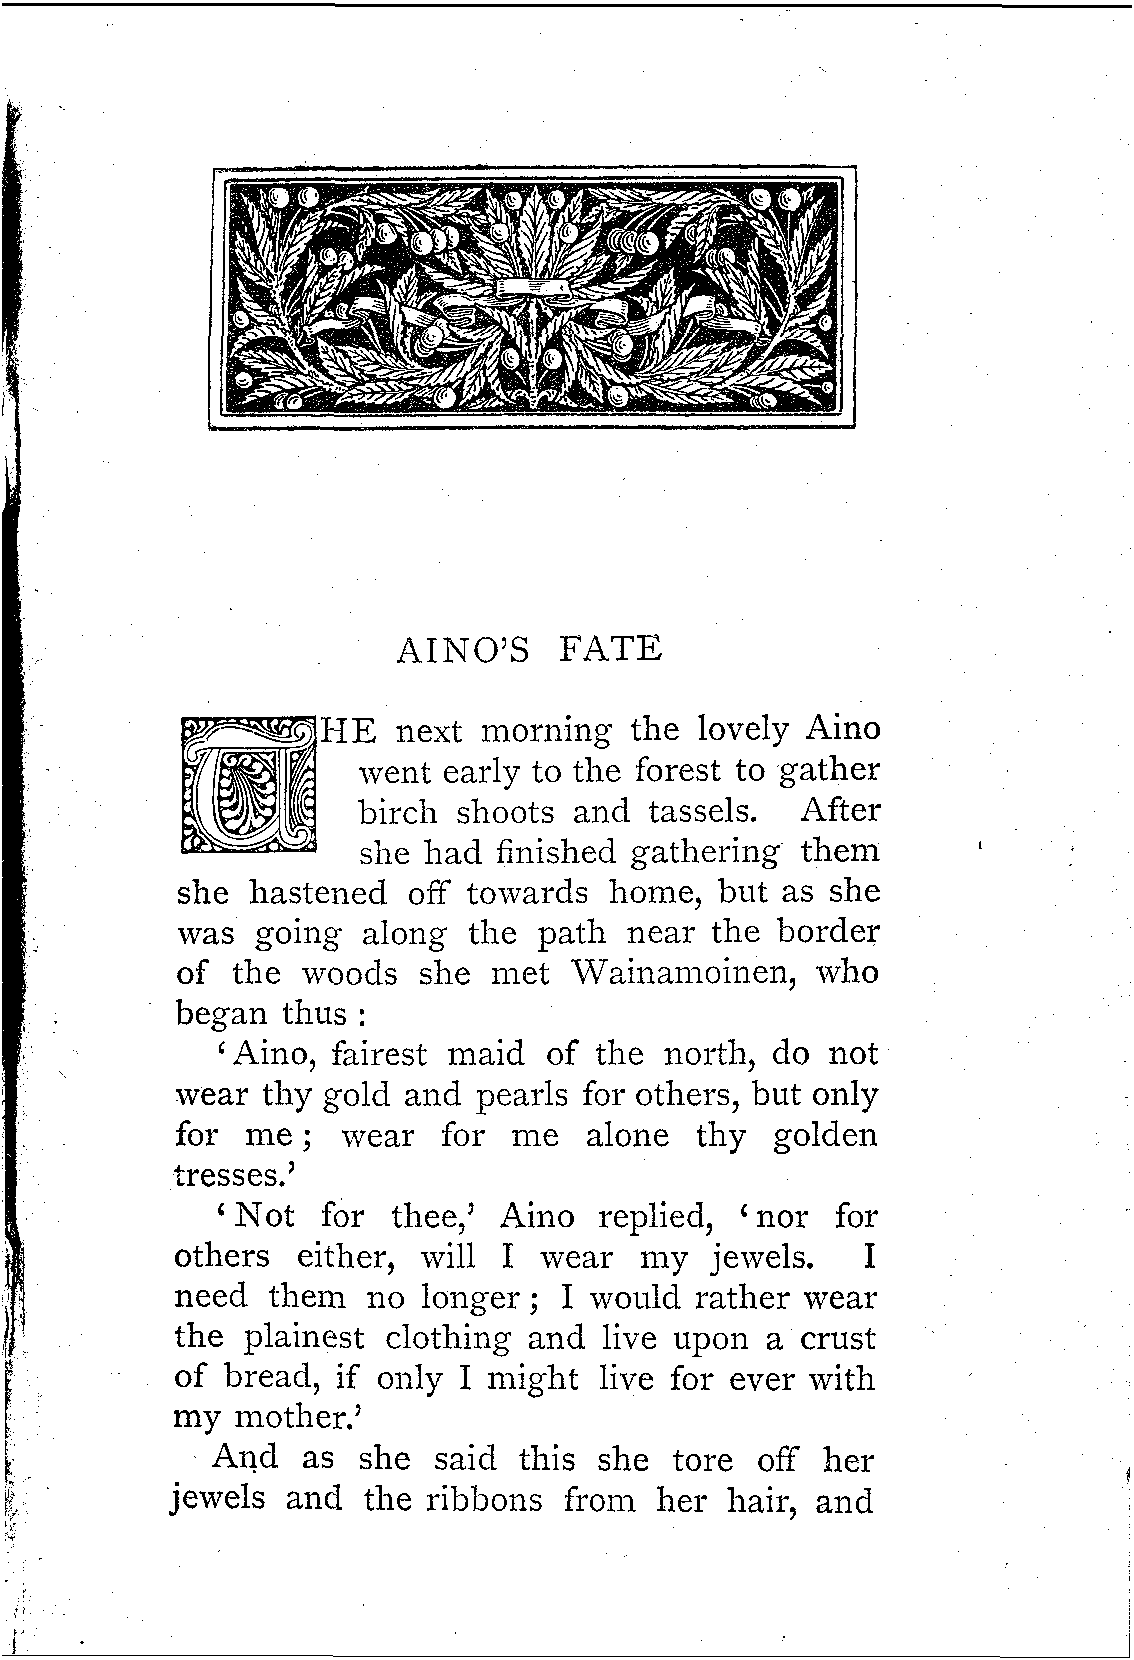 AINO'S FATE
THE next morning the lovely Aino
went early to the forest to gather
birch shoots and tassels. After
she had finished gathering them
she hastened off towards home, but as she
was going along the path near the border
of the woods she met Wainamoinen, who
began thus :
‘ Aino, fairest maid of the north, do not
wear thy gold and pearls for others, but only
for me ; wear for me alone thy golden
tresses.’
‘ Not for thee,’ Aino replied, ‘ nor for
others either, will I wear my jewels. I
need them no longer ; I would rather wear
the plainest clothing and live upon a crust
of bread, if only I might live for ever with
my mother.’
And as she said this she tore off her
jewels and the ribbons from her hair, and